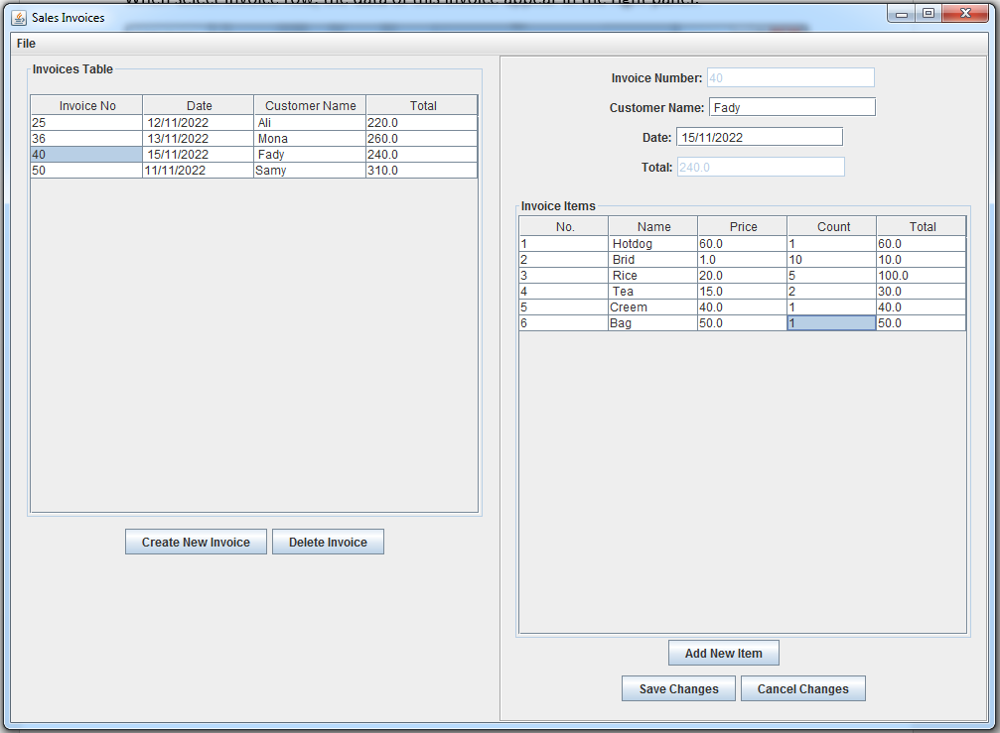 When select invoice row, the data of this invoice appear in the right panel.
Sales Invoices
File
Invoices Table
Invoice No Date Customer Name Total
25 12/11/2022 Ali 220.0
36 13/11/2022 Mona 260.0
40 15/11/2022 Fady 240.0
50 11/11/2022 Samy 310.0
Create New Invoice Delete Invoice
Invoice Number: 40
Customer Name: Fady
Date: 15/11/2022
Total: 240.0
Invoice Items
No. Name Price Count Total
1 Hotdog 60.0 1 60.0
2 Brid 1.0 10 10.0
3 Rice 20.0 5 100.0
4 Tea 15.0 2 30.0
5 Creem 40.0 1 40.0
6 Bag 50.0 1 50.0
Add New Item
Save Changes Cancel Changes